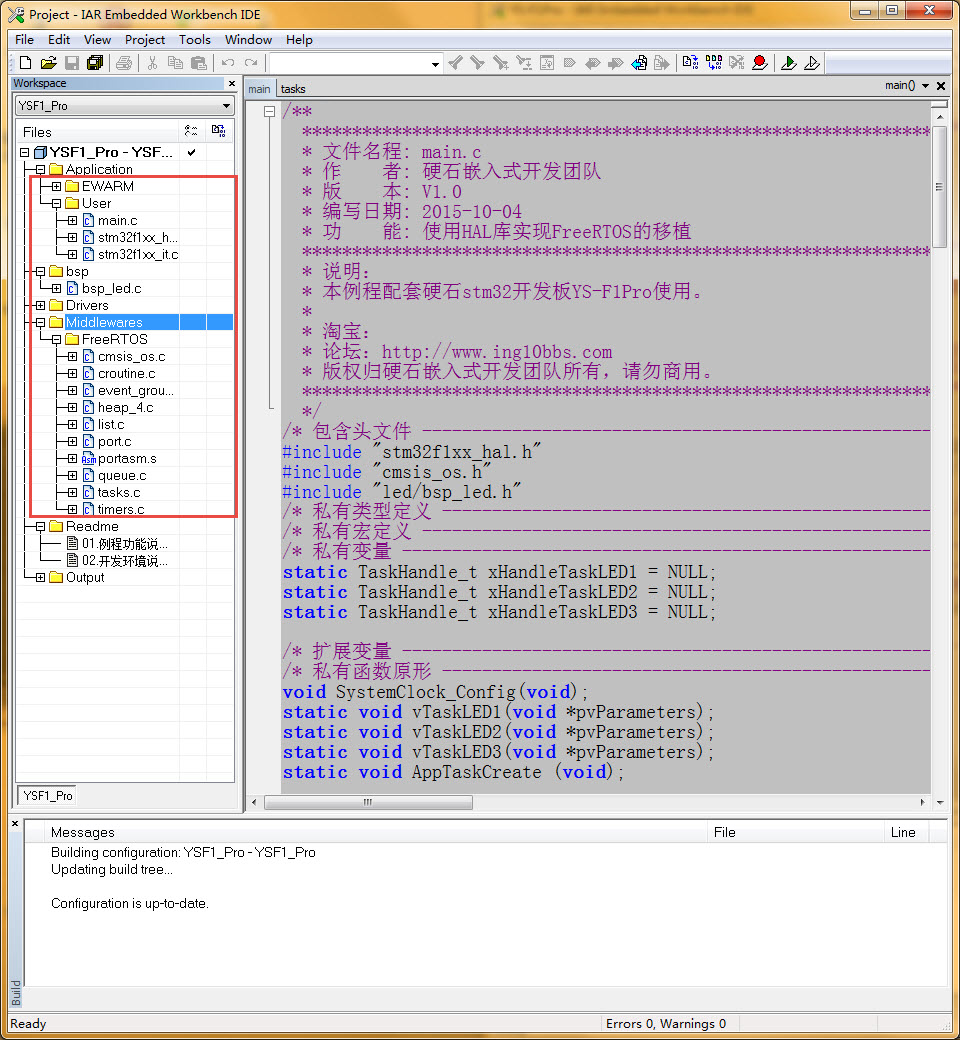 Project - IAR Embedded Workbench IDE
File Edit View Project Tools Window Help
Workspace
YSF1_Pro
Files
YSF1_Pro - YSF...
Application
EWARM
User
main.c
stm32f1xx_h...
stm32f1xx_it.c
bsp
bsp_led.c
Drivers
Middlewares
FreeRTOS
cmsis_os.c
croutine.c
event_grou...
heap_4.c
list.c
port.c
portasm.s
queue.c
tasks.c
timers.c
Readme
01.例程功能说...
02.开发环境说...
Output
YSF1_Pro
main tasks
main()
/**
******************************************************************
* 文件名程: main.c
* 作    者: 硬石嵌入式开发团队
* 版    本: V1.0
* 编写日期: 2015-10-04
* 功    能: 使用HAL库实现FreeRTOS的移植
******************************************************************
* 说明：
* 本例程配套硬石stm32开发板YS-F1Pro使用。
*
* 淘宝：
* 论坛：http://www.ing10bbs.com
* 版权归硬石嵌入式开发团队所有，请勿商用。
******************************************************************
*/
/* 包含头文件 ----------------------------------------------------
#include "stm32f1xx_hal.h"
#include "cmsis_os.h"
#include "led/bsp_led.h"
/* 私有类型定义 --------------------------------------------------
/* 私有宏定义 ----------------------------------------------------
/* 私有变量 ------------------------------------------------------
static TaskHandle_t xHandleTaskLED1 = NULL;
static TaskHandle_t xHandleTaskLED2 = NULL;
static TaskHandle_t xHandleTaskLED3 = NULL;
/* 扩展变量 ------------------------------------------------------
/* 私有函数原形 --------------------------------------------------
void SystemClock_Config(void);
static void vTaskLED1(void *pvParameters);
static void vTaskLED2(void *pvParameters);
static void vTaskLED3(void *pvParameters);
static void AppTaskCreate (void);
Messages File Line
Building configuration: YSF1_Pro - YSF1_Pro
Updating build tree...
Configuration is up-to-date.
Build
Ready Errors 0, Warnings 0